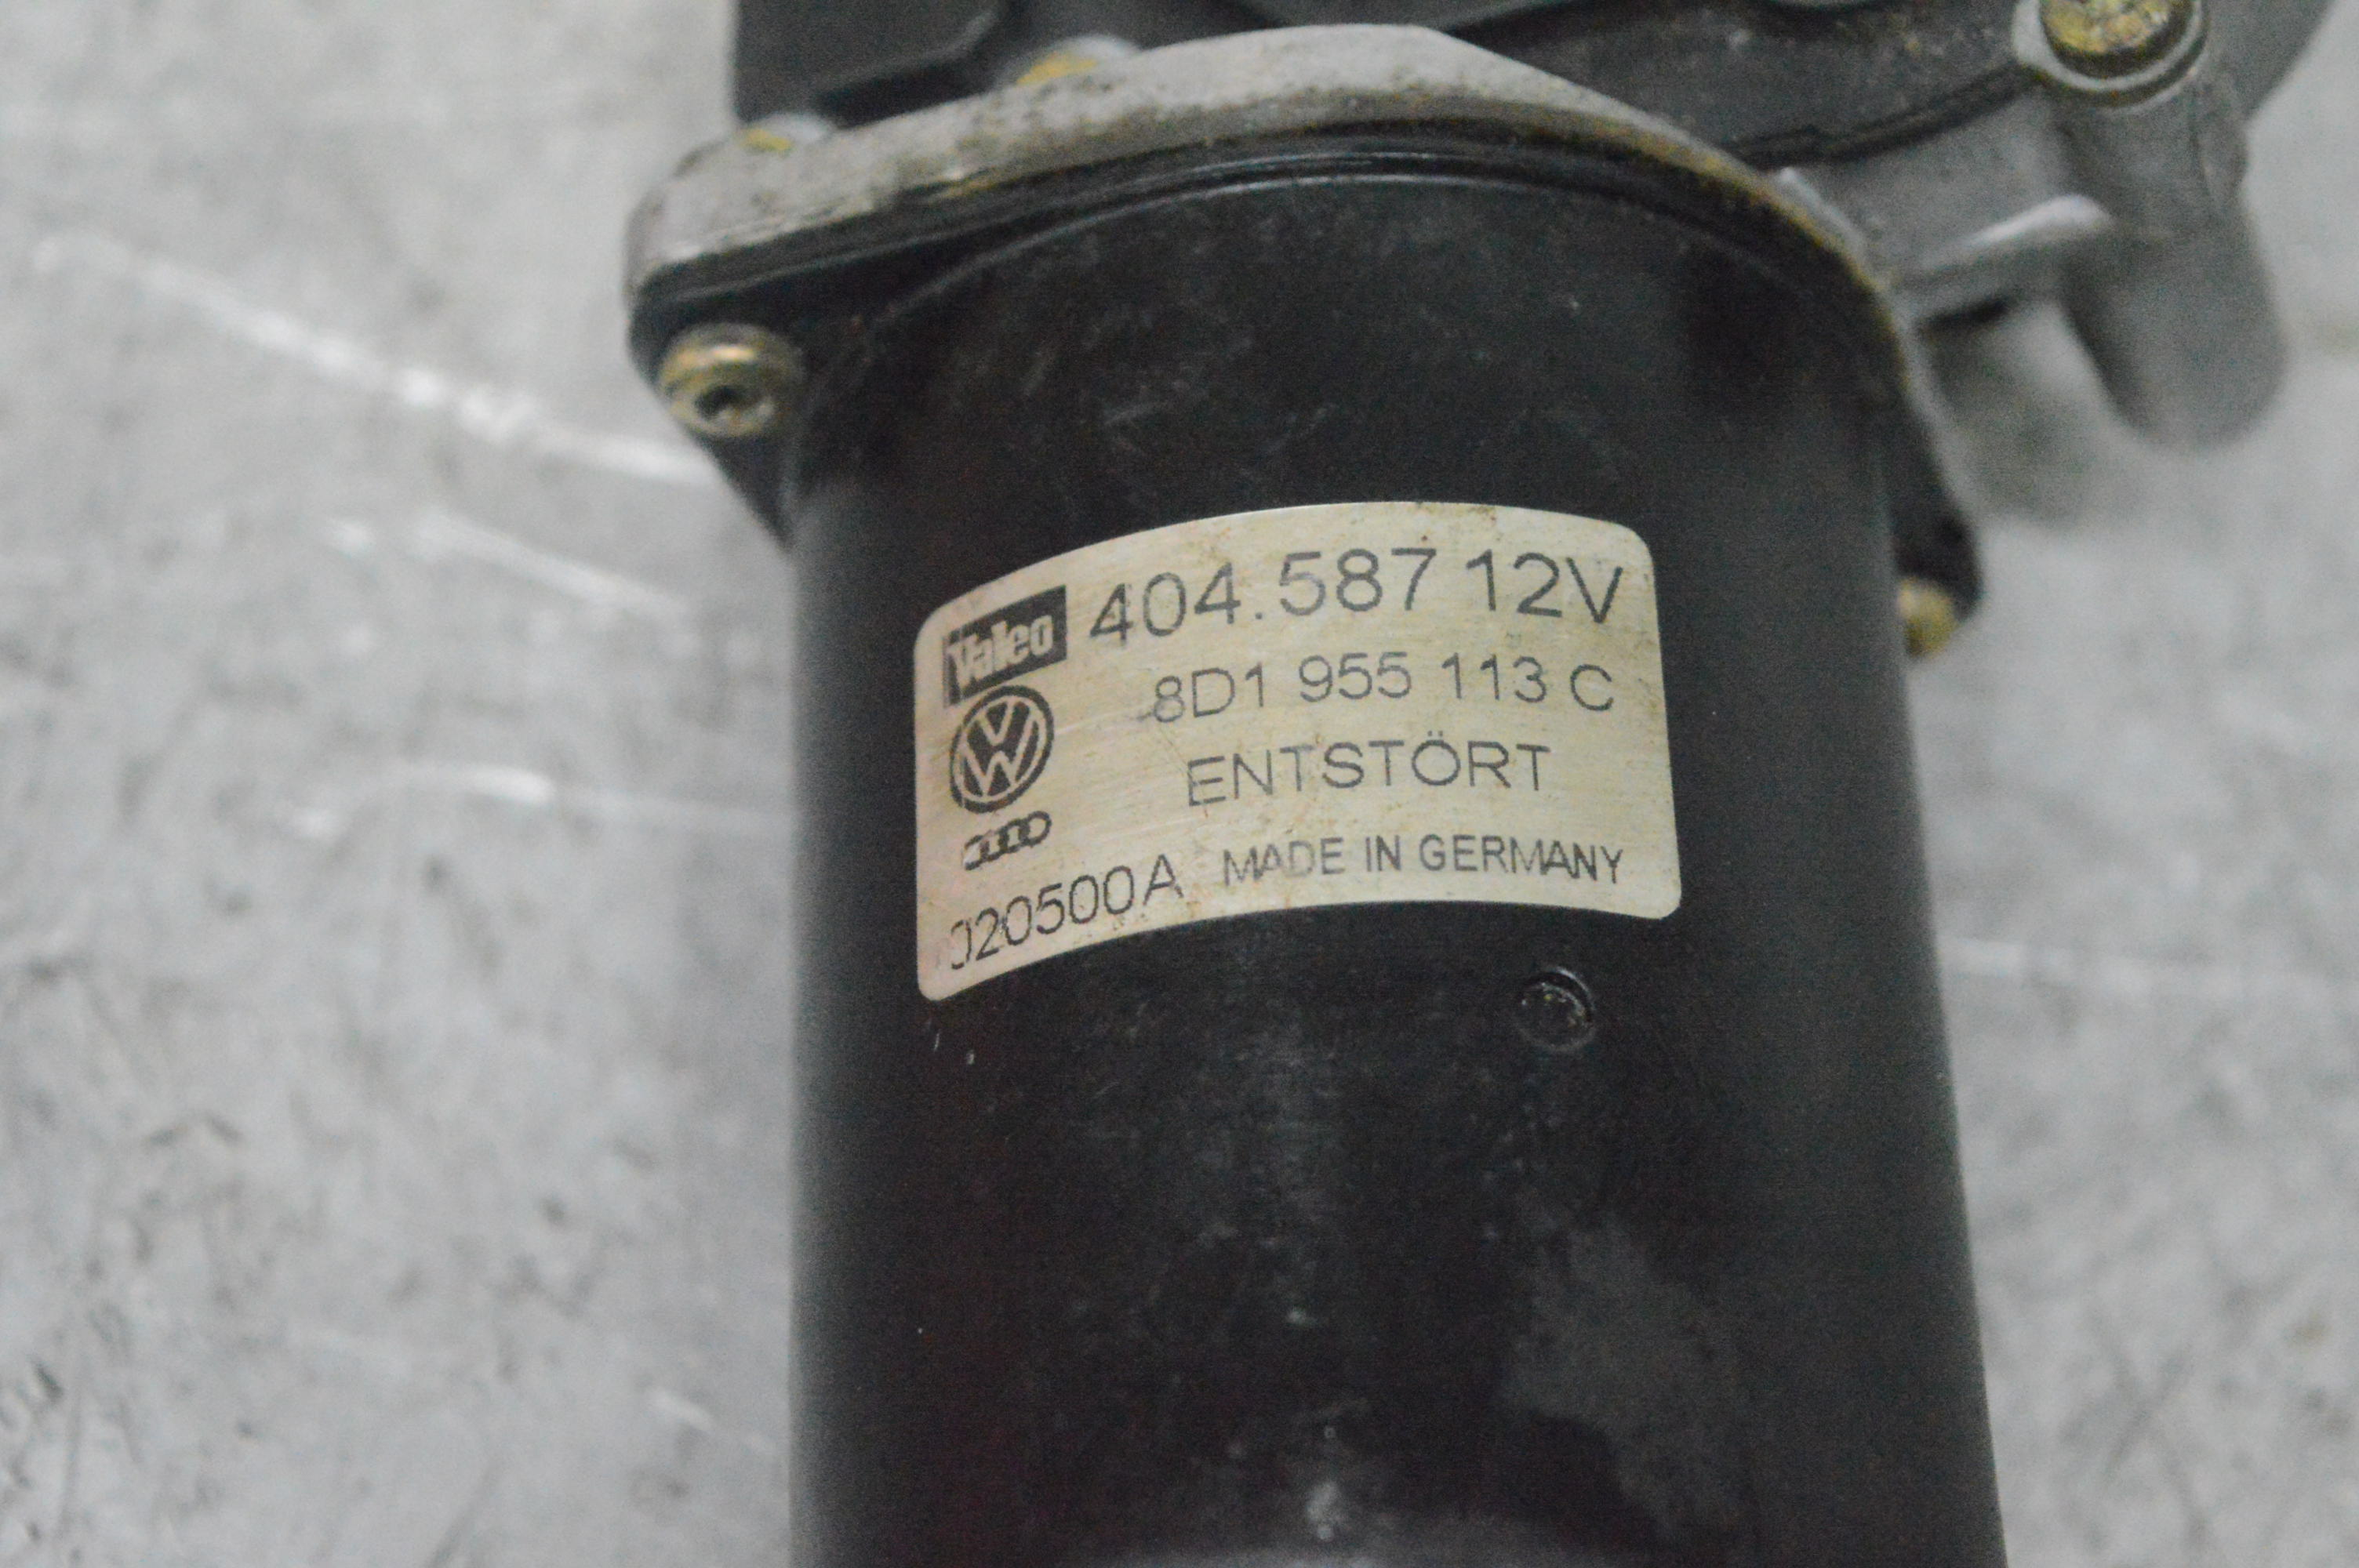 Valeo 404.587 12V
8D1 955 113 C
ENTSTÖRT
020500A MADE IN GERMANY